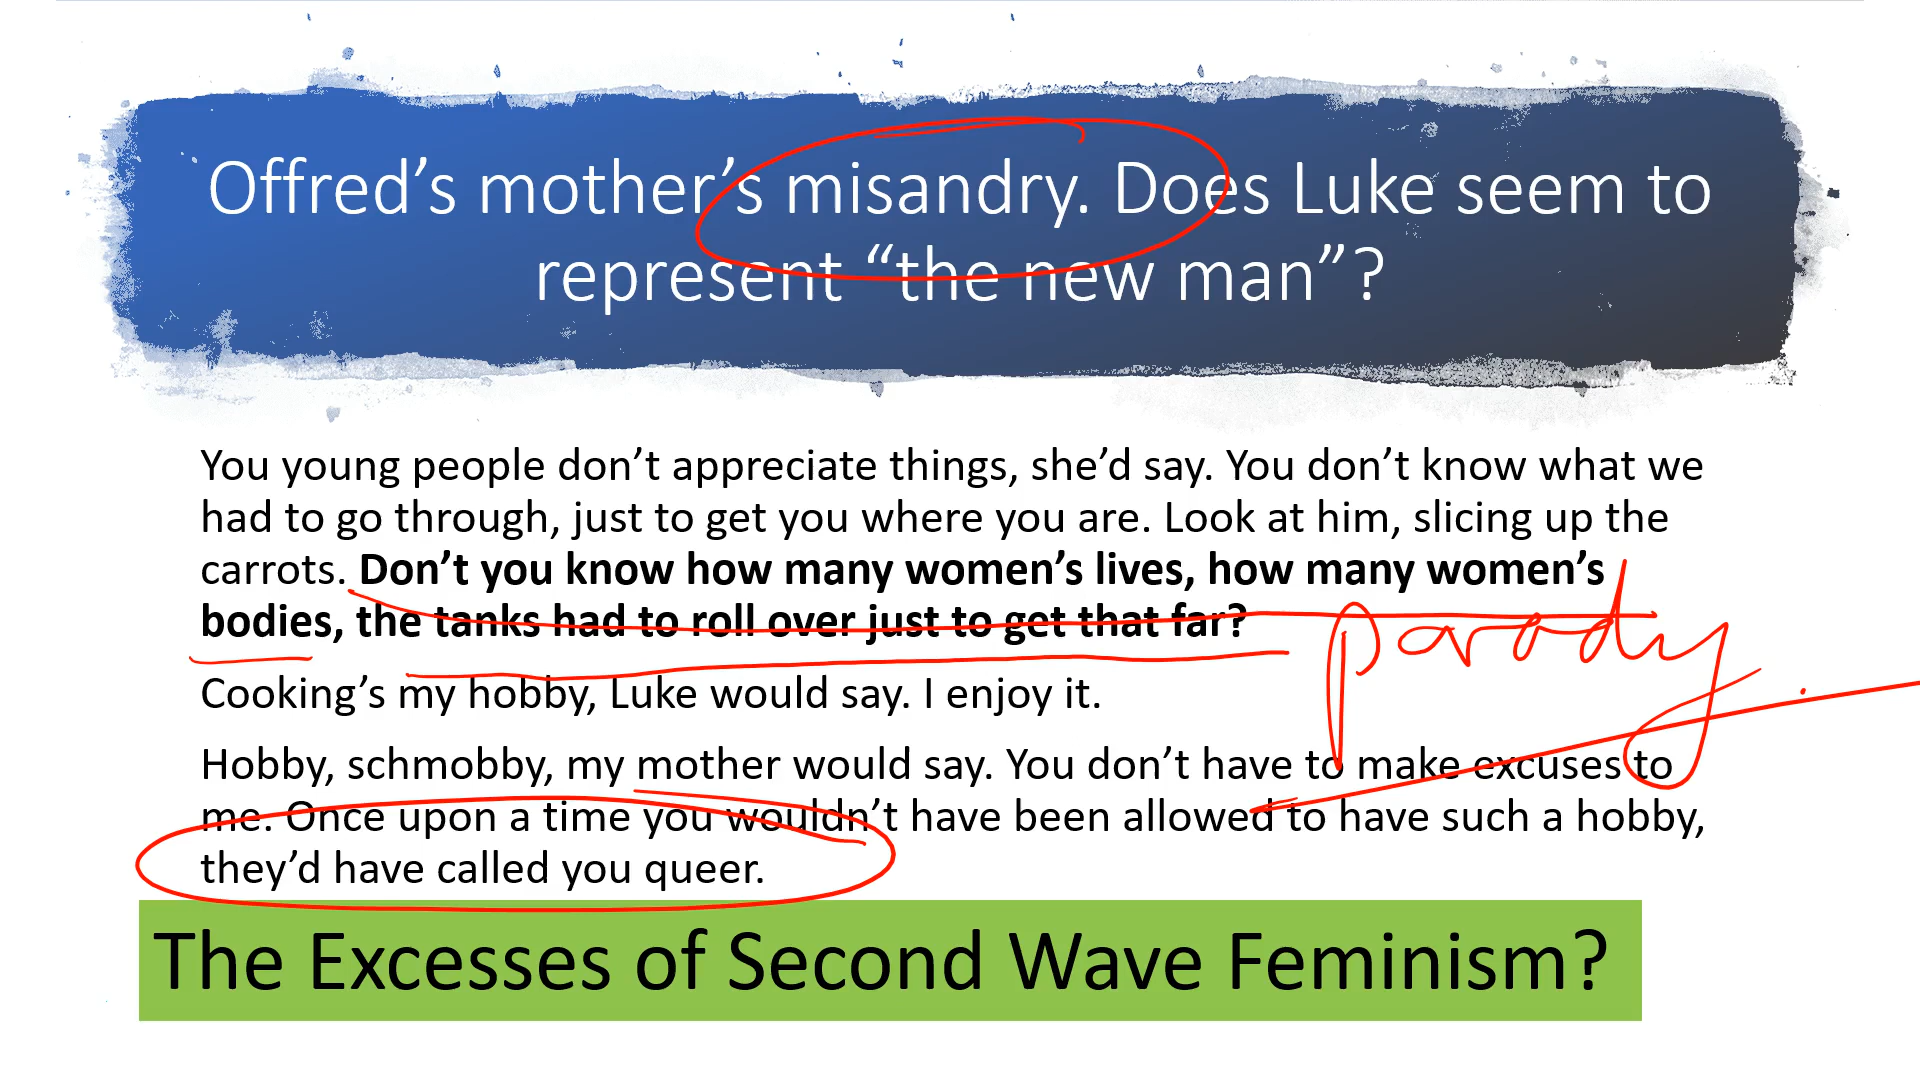 Offred’s mother’s misandry. Does Luke seem to
represent “the new man”?
You young people don’t appreciate things, she’d say. You don’t know what we
had to go through, just to get you where you are. Look at him, slicing up the
carrots. Don’t you know how many women’s lives, how many women’s
bodies, the tanks had to roll over just to get that far?
parody
Cooking’s my hobby, Luke would say. I enjoy it.
Hobby, schmobby, my mother would say. You don’t have to make excuses to
me. Once upon a time you wouldn’t have been allowed to have such a hobby,
they’d have called you queer.
The Excesses of Second Wave Feminism?